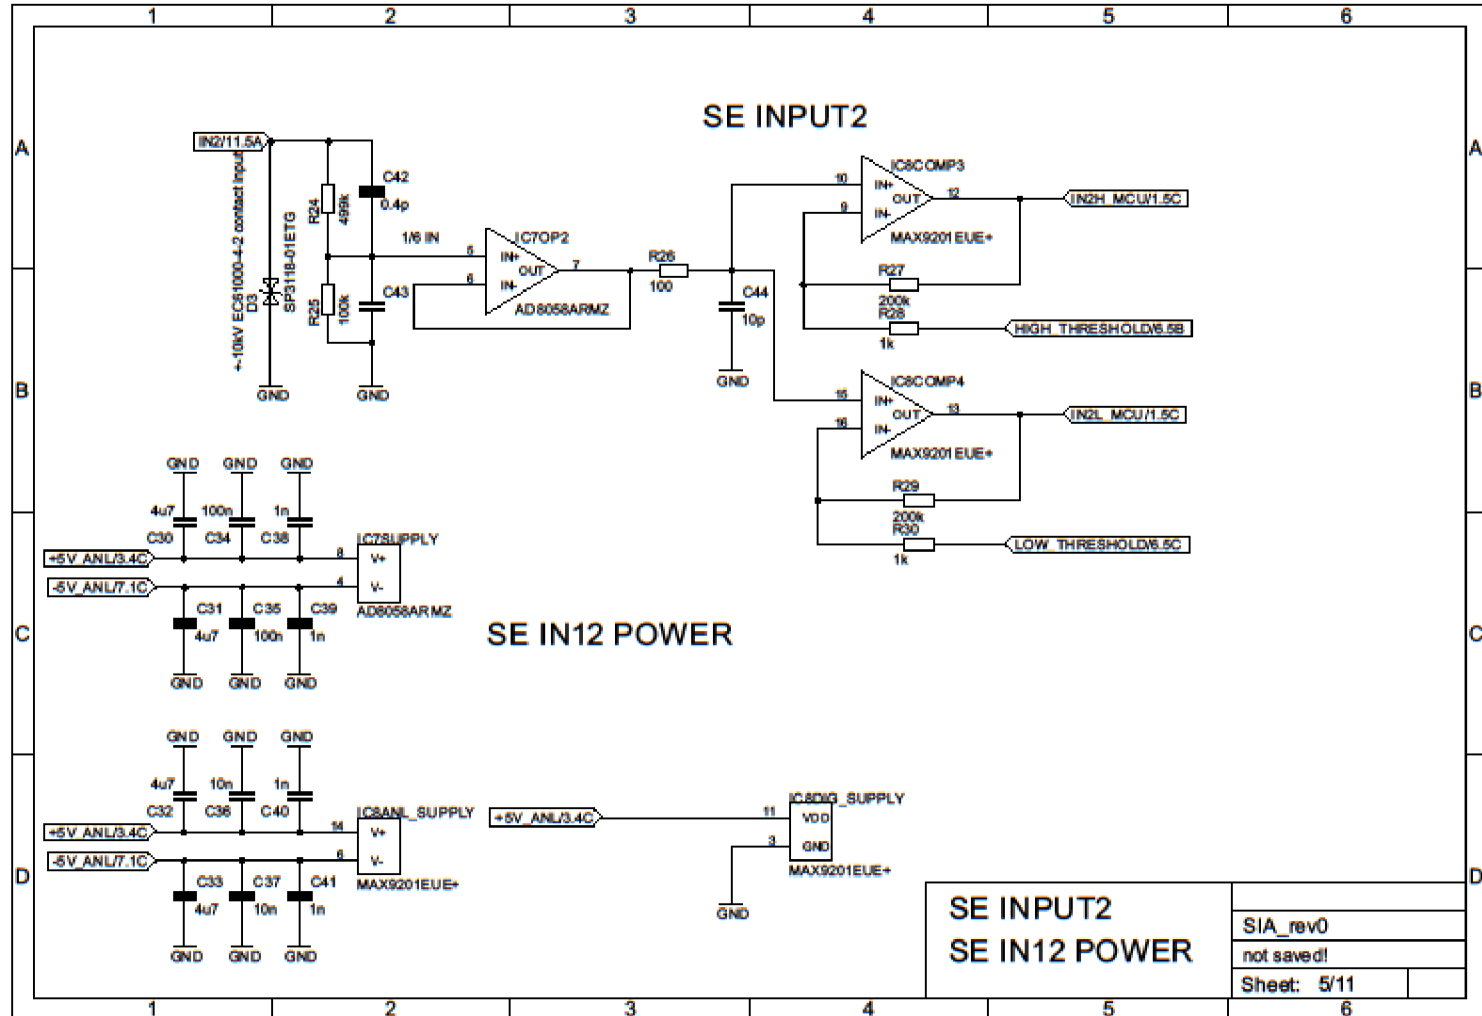 1 2 3 4 5 6
A A
B B
C C
D D
SE INPUT2
IN2/11.5A
+-10kV EC61000-4-2 contact input
D3
SP3118-01ETG
GND
R24
499k
C42
0.4p
1/6 IN
R25
100k
C43
GND
5
6
IC7OP2
IN+
OUT
IN-
7
AD8058ARMZ
R26
100
C44
10p
GND
10
9
IC8COMP3
IN+
OUT
IN-
12
MAX9201EUE+
IN2H_MCU/1.5C
R27
200k
R28
1k
HIGH_THRESHOLD/6.5B
15
16
IC8COMP4
IN+
OUT
IN-
13
MAX9201EUE+
IN2L_MCU/1.5C
R29
200k
R30
1k
LOW_THRESHOLD/6.5C
GND GND GND
4u7 100n 1n
C30 C34 C38
+5V_ANL/3.4C
-5V_ANL/7.1C
8
4
IC7SUPPLY
V+
V-
AD8058ARMZ
C31 C35 C39
4u7 100n 1n
GND GND GND
SE IN12 POWER
GND GND GND
4u7 10n 1n
C32 C36 C40
+5V_ANL/3.4C
-5V_ANL/7.1C
14
6
IC8ANL_SUPPLY
V+
V-
MAX9201EUE+
C33 C37 C41
4u7 10n 1n
GND GND GND
+5V_ANL/3.4C
11
3
IC8DIG_SUPPLY
VDD
GND
MAX9201EUE+
GND
SE INPUT2
SE IN12 POWER
SIA_rev0
not saved!
Sheet: 5/11
1 2 3 4 5 6